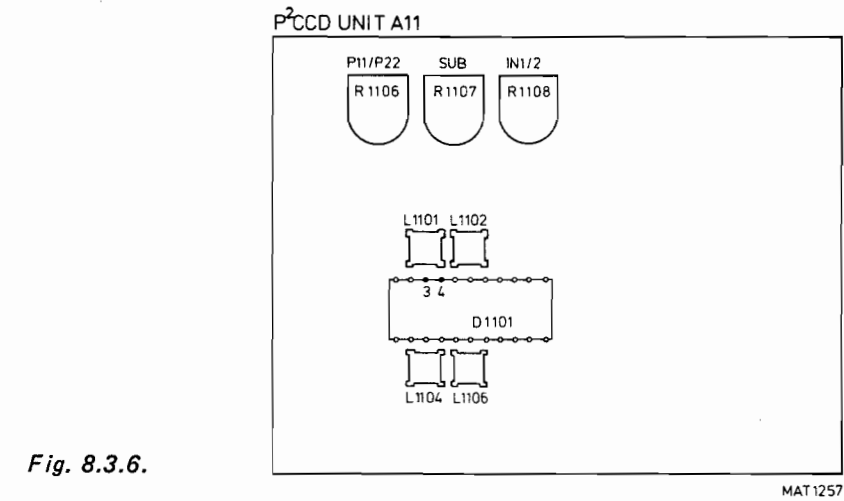 P²CCD UNIT A11
P11/P22 SUB IN1/2
R1106 R1107 R1108
L1101 L1102
3 4
D1101
L1104 L1106
Fig. 8.3.6.
MAT1257